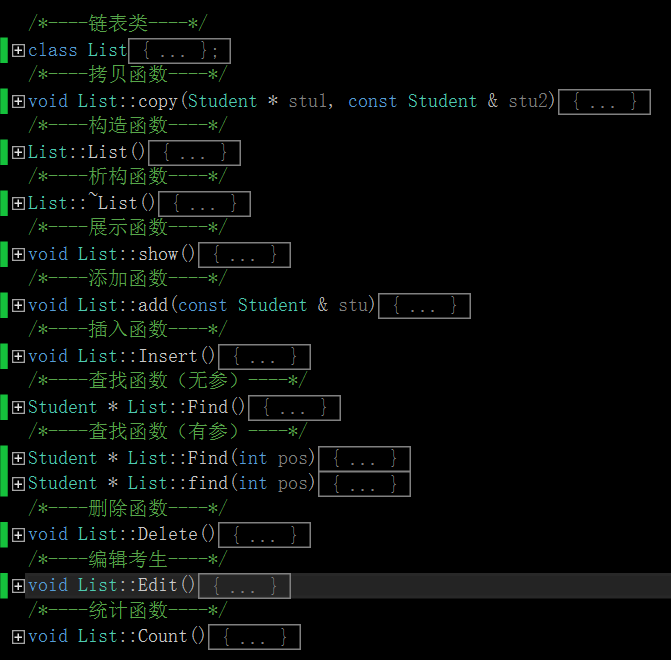 /*----链表类----*/
class List{ ... };
/*----拷贝函数----*/
void List::copy(Student * stu1, const Student & stu2){ ... }
/*----构造函数----*/
List::List(){ ... }
/*----析构函数----*/
List::~List(){ ... }
/*----展示函数----*/
void List::show(){ ... }
/*----添加函数----*/
void List::add(const Student & stu){ ... }
/*----插入函数----*/
void List::Insert(){ ... }
/*----查找函数（无参）----*/
Student * List::Find(){ ... }
/*----查找函数（有参）----*/
Student * List::Find(int pos){ ... }
Student * List::find(int pos){ ... }
/*----删除函数----*/
void List::Delete(){ ... }
/*----编辑考生----*/
void List::Edit(){ ... }
/*----统计函数----*/
void List::Count(){ ... }